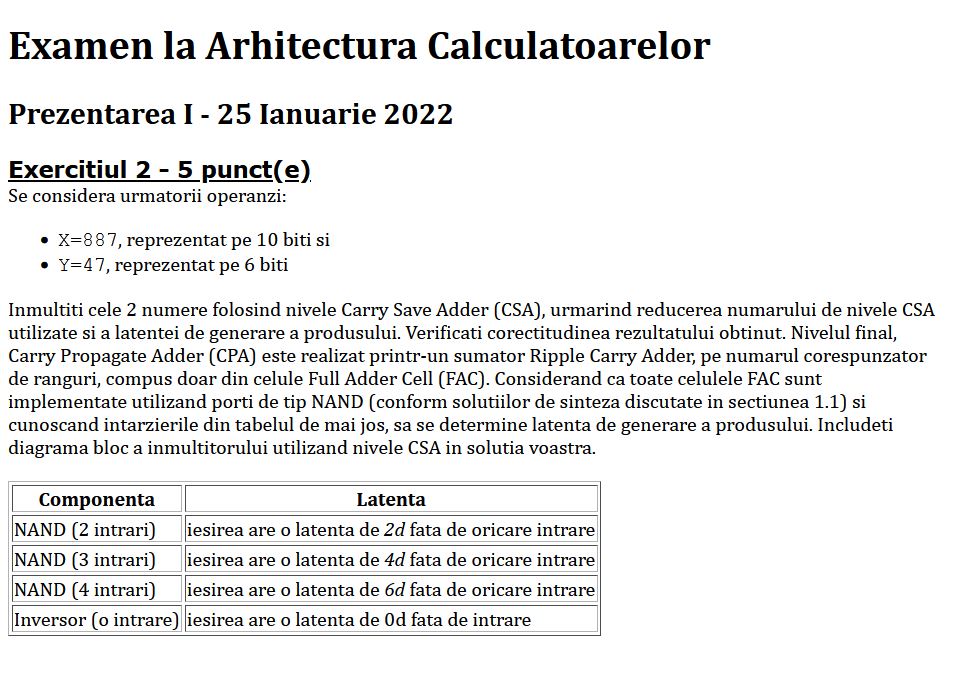 Examen la Arhitectura Calculatoarelor
Prezentarea I - 25 Ianuarie 2022
Exercitiul 2 – 5 punct(e)
Se considera urmatorii operanzi:
• X=887, reprezentat pe 10 biti si
• Y=47, reprezentat pe 6 biti
Inmultiti cele 2 numere folosind nivele Carry Save Adder (CSA), urmarind reducerea numarului de nivele CSA
utilizate si a latentei de generare a produsului. Verificati corectitudinea rezultatului obtinut. Nivelul final,
Carry Propagate Adder (CPA) este realizat printr-un sumator Ripple Carry Adder, pe numarul corespunzator
de ranguri, compus doar din celule Full Adder Cell (FAC). Considerand ca toate celulele FAC sunt
implementate utilizand porti de tip NAND (conform solutiilor de sinteza discutate in sectiunea 1.1) si
cunoscand intarzierile din tabelul de mai jos, sa se determine latenta de generare a produsului. Includeti
diagrama bloc a inmultitorului utilizand nivele CSA in solutia voastra.
Componenta Latenta
NAND (2 intrari) iesirea are o latenta de 2d fata de oricare intrare
NAND (3 intrari) iesirea are o latenta de 4d fata de oricare intrare
NAND (4 intrari) iesirea are o latenta de 6d fata de oricare intrare
Inversor (o intrare) iesirea are o latenta de 0d fata de intrare